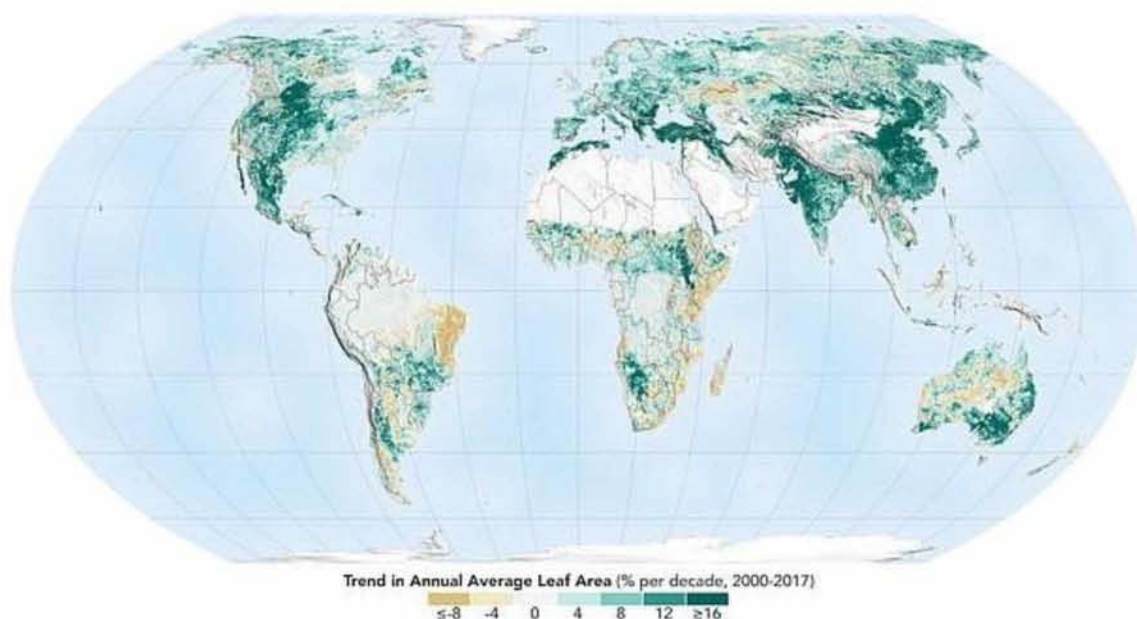 Trend in Annual Average Leaf Area (% per decade, 2000-2017)
≤-8 -4 0 4 8 12 ≥16